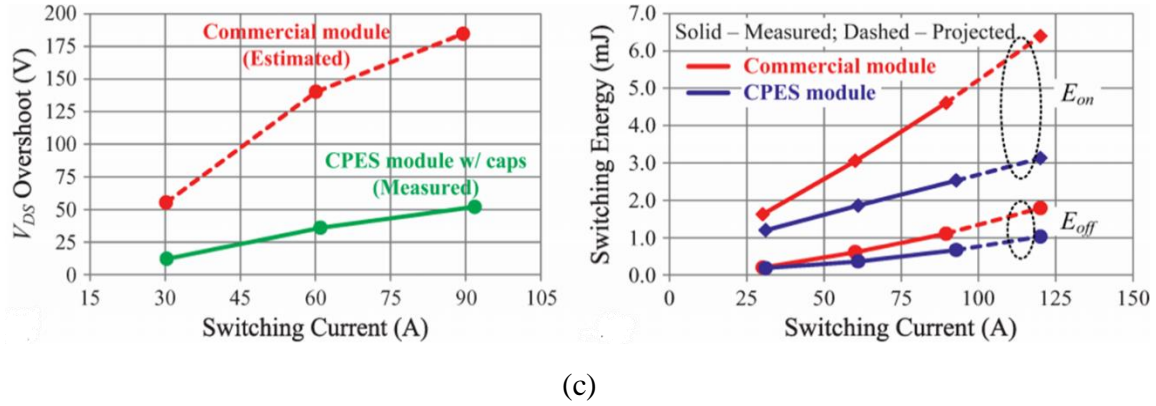 200
175
150
125
100
75
50
25
0
V_DS Overshoot (V)
Commercial module
(Estimated)
CPES module w/ caps
(Measured)
15 30 45 60 75 90 105
Switching Current (A)
7.0
6.0
5.0
4.0
3.0
2.0
1.0
0.0
Switching Energy (mJ)
Solid – Measured; Dashed – Projected
Commercial module
CPES module
E_on
E_off
0 25 50 75 100 125 150
Switching Current (A)
(c)